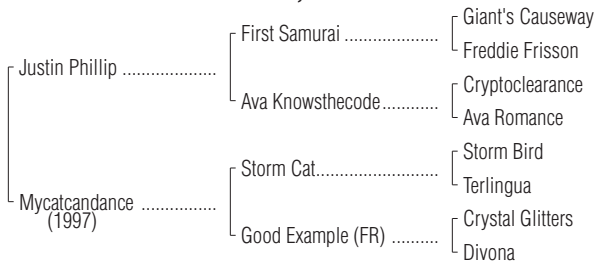 Giant's Causeway
First Samurai ....................
Freddie Frisson
Justin Phillip ....................
Cryptoclearance
Ava Knowsthecode............
Ava Romance
Storm Bird
Storm Cat..........................
Terlingua
Mycatcandance ................
(1997)
Crystal Glitters
Good Example (FR) ..........
Divona